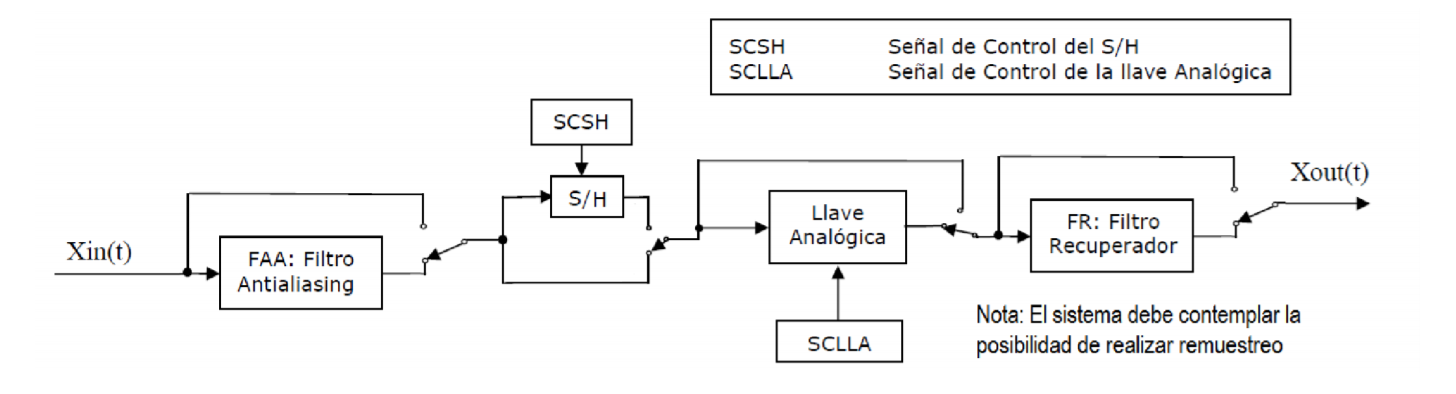 SCSH Señal de Control del S/H
SCLLA Señal de Control de la llave Analógica
SCSH
S/H
Xin(t)
FAA: Filtro
Antialiasing
Llave
Analógica
SCLLA
FR: Filtro
Recuperador
Xout(t)
Nota: El sistema debe contemplar la
posibilidad de realizar remuestreo